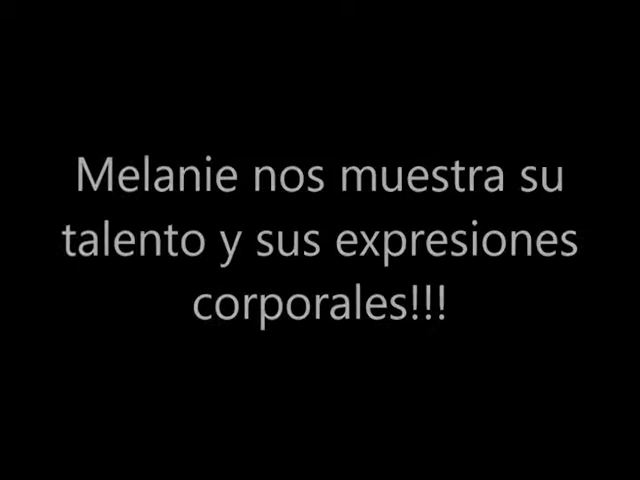 Melanie nos muestra su
talento y sus expresiones
corporales!!!